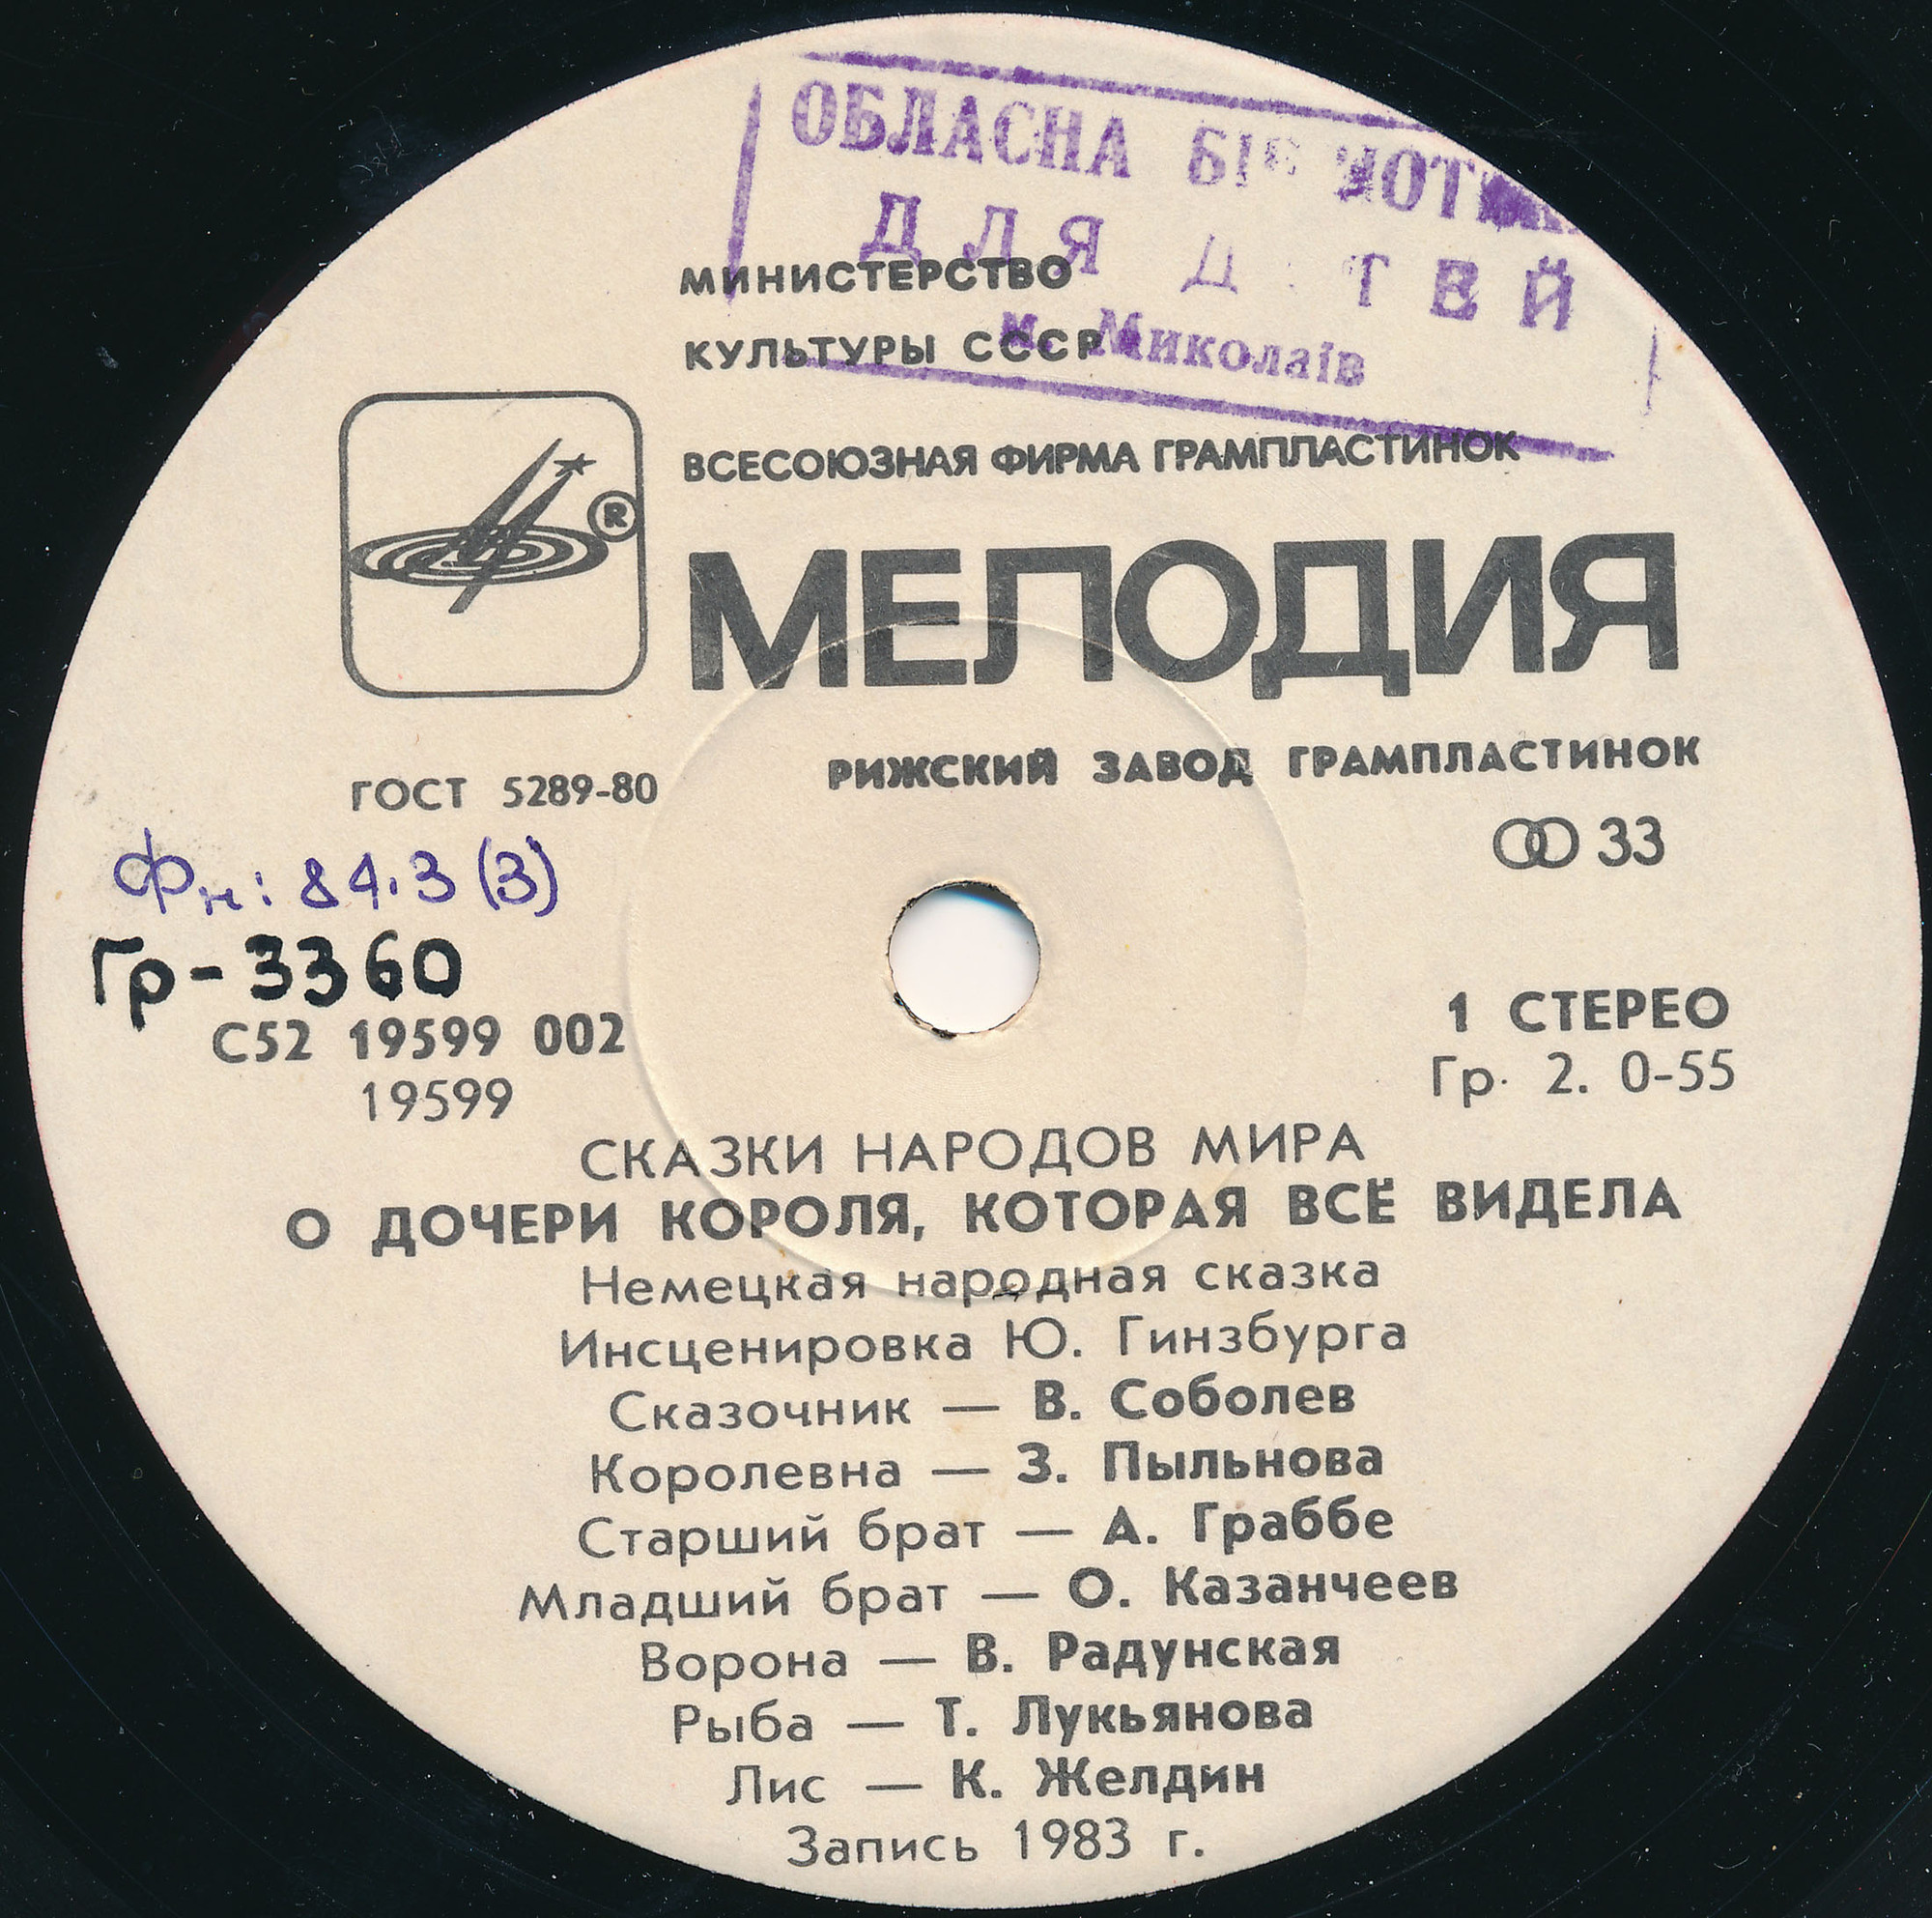 ОБЛАСНА
ДЛЯ
м. Миколаїв
МИНИСТЕРСТВО
КУЛЬТУРЫ СССР
ВСЕСОЮЗНАЯ ФИРМА ГРАМПЛАСТИНОК
®
МЕЛОДИЯ
РИЖСКИЙ ЗАВОД ГРАМПЛАСТИНОК
ГОСТ 5289-80
33
Фн: 84.3 (3)
Гр-3360
С52 19599 002
19599
1 СТЕРЕО
Гр. 2. 0-55
СКАЗКИ НАРОДОВ МИРА
О ДОЧЕРИ КОРОЛЯ, КОТОРАЯ ВСЁ ВИДЕЛА
Немецкая народная сказка
Инсценировка Ю. Гинзбурга
Сказочник — В. Соболев
Королевна — З. Пыльнова
Старший брат — А. Граббе
Младший брат — О. Казанчеев
Ворона — В. Радунская
Рыба — Т. Лукьянова
Лис — К. Желдин
Запись 1983 г.